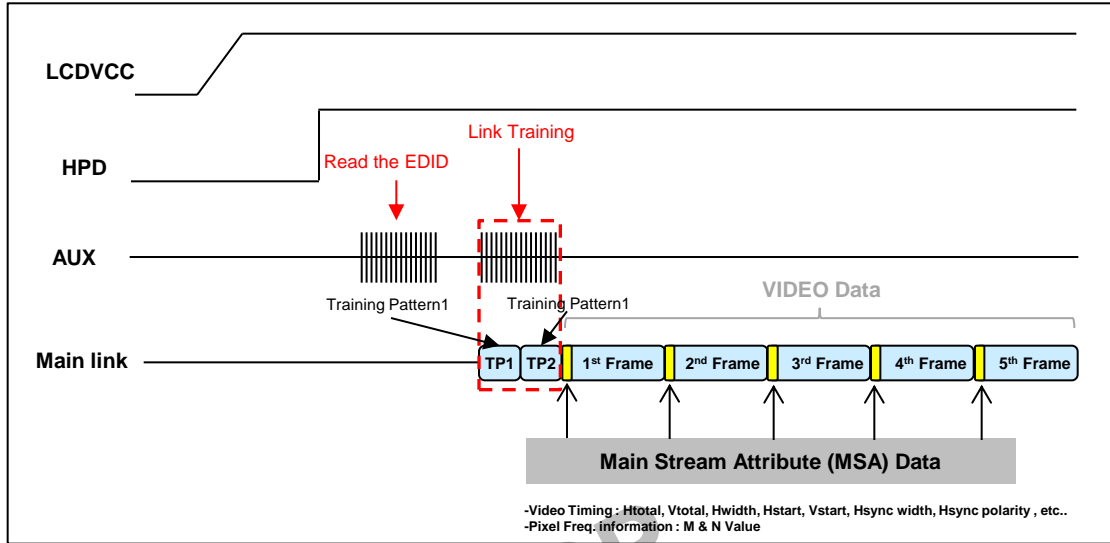 LCDVCC
Link Training
Read the EDID
HPD
AUX
Training Pattern1
Training Pattern1
VIDEO Data
Main link
TP1
TP2
1st Frame
2nd Frame
3rd Frame
4th Frame
5th Frame
Main Stream Attribute (MSA) Data
-Video Timing : Htotal, Vtotal, Hwidth, Hstart, Vstart, Hsync width, Hsync polarity , etc..
-Pixel Freq. information : M & N Value